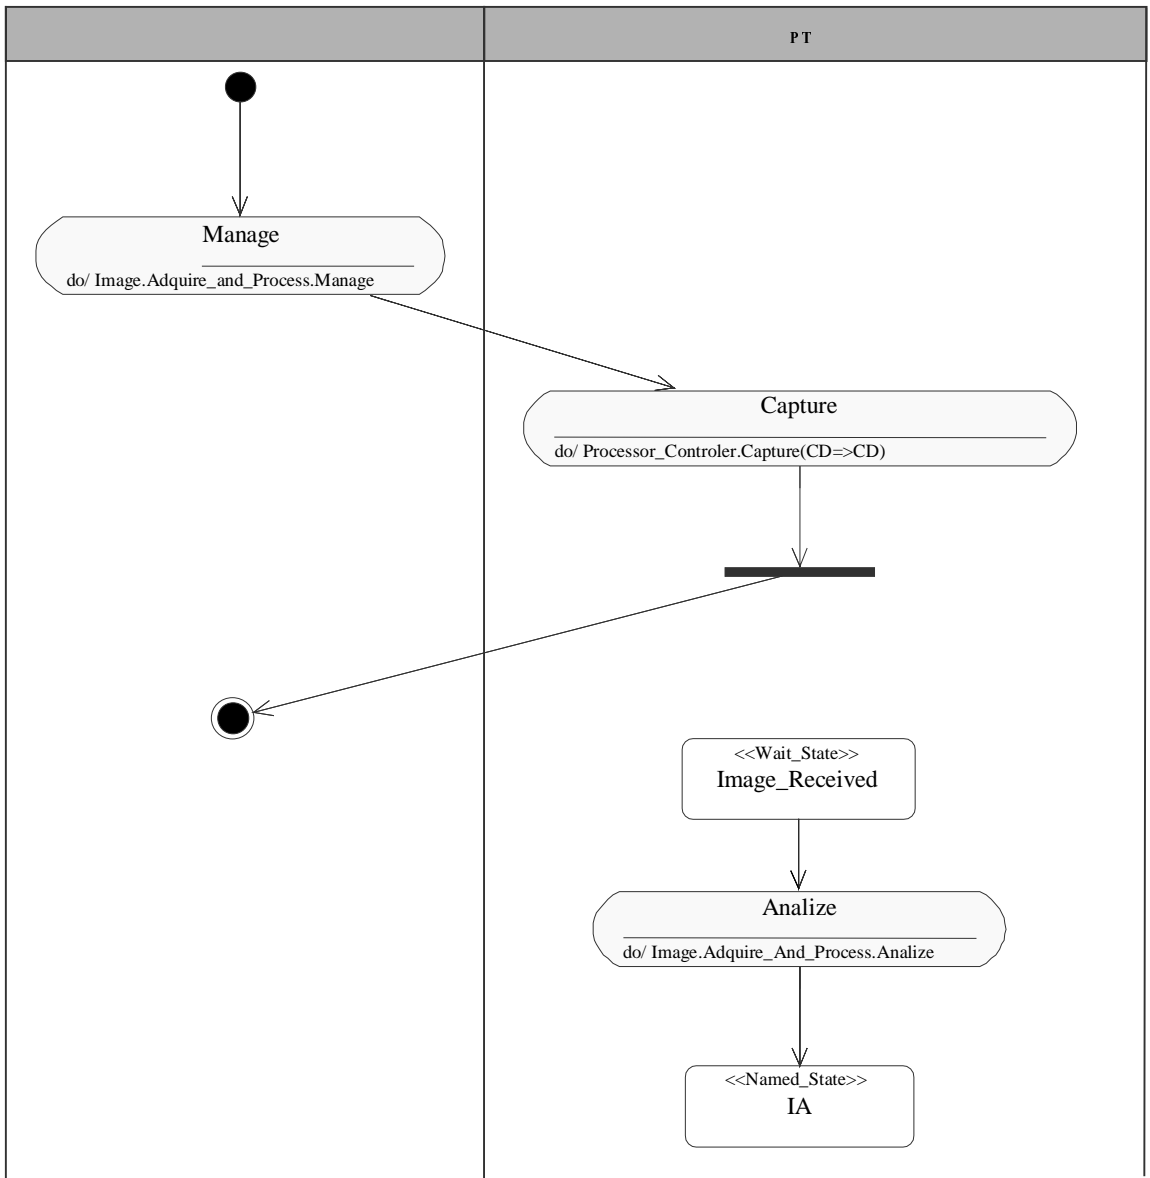 P T
Manage
do/ Image.Adquire_and_Process.Manage
Capture
do/ Processor_Controler.Capture(CD=>CD)
<<Wait_State>>
Image_Received
Analize
do/ Image.Adquire_And_Process.Analize
<<Named_State>>
IA